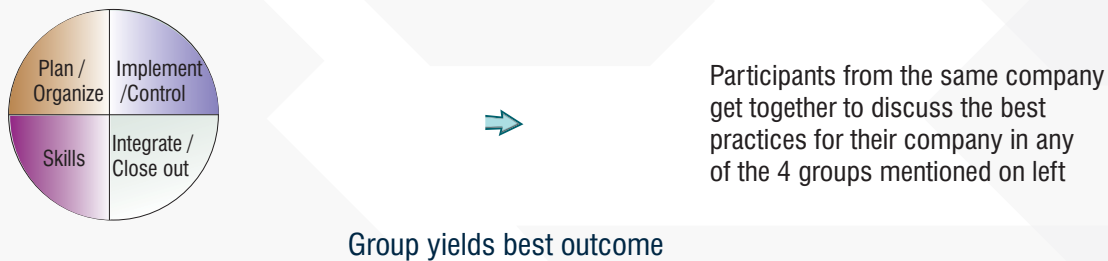 Plan /
Organize
Implement
/Control
Skills
Integrate /
Close out
Participants from the same company
get together to discuss the best
practices for their company in any
of the 4 groups mentioned on left
Group yields best outcome